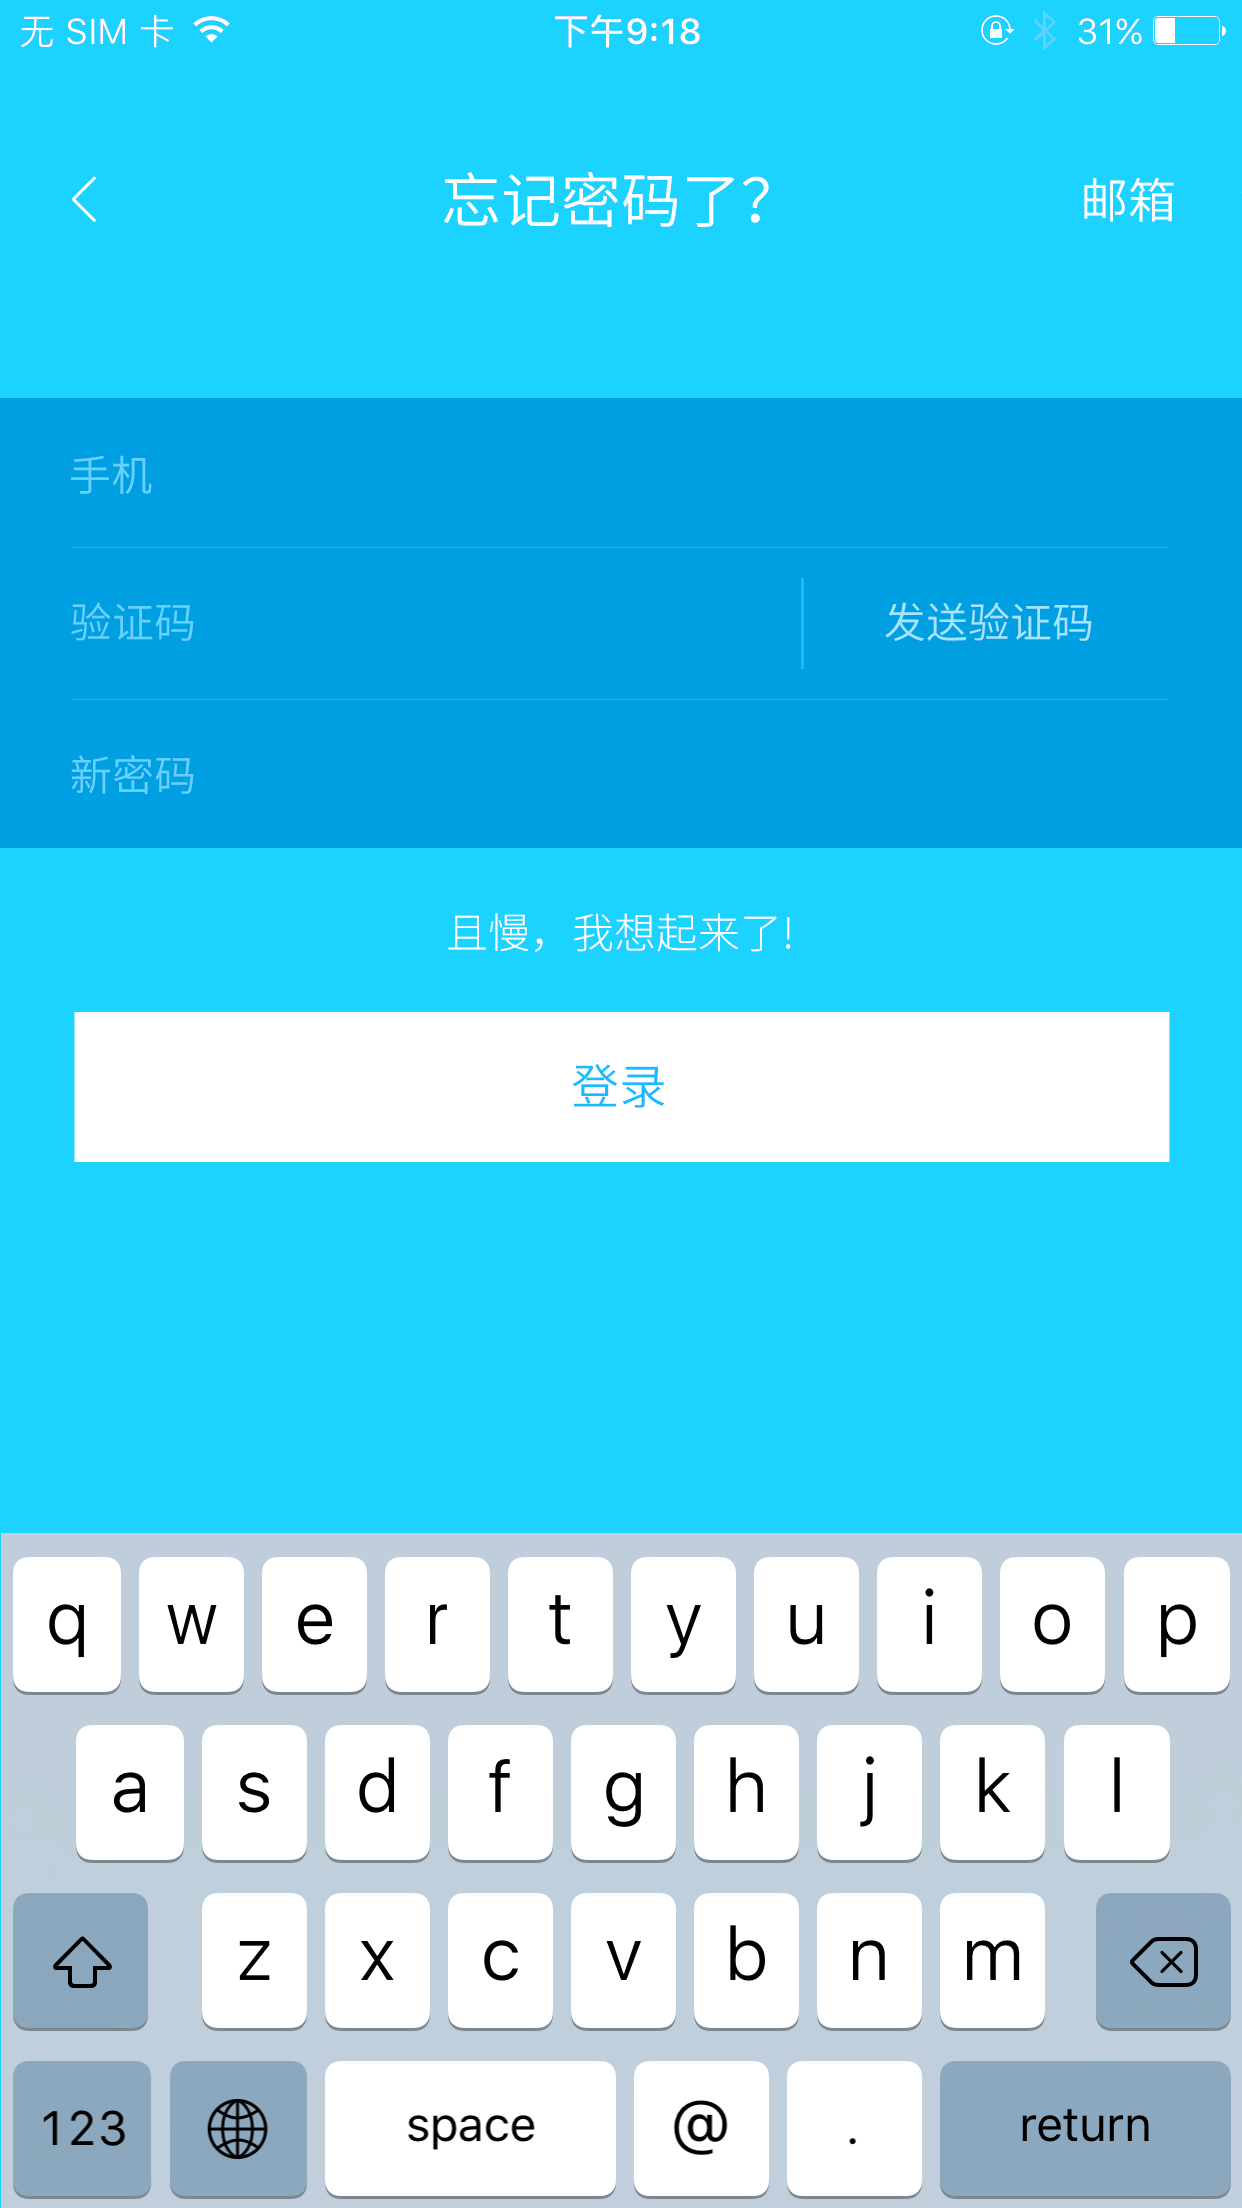 无 SIM 卡 下午9:18 31%
忘记密码了? 邮箱
手机
验证码 发送验证码
新密码
且慢，我想起来了!
登录
q w e r t y u i o p
a s d f g h j k l
z x c v b n m
123 space @ . return